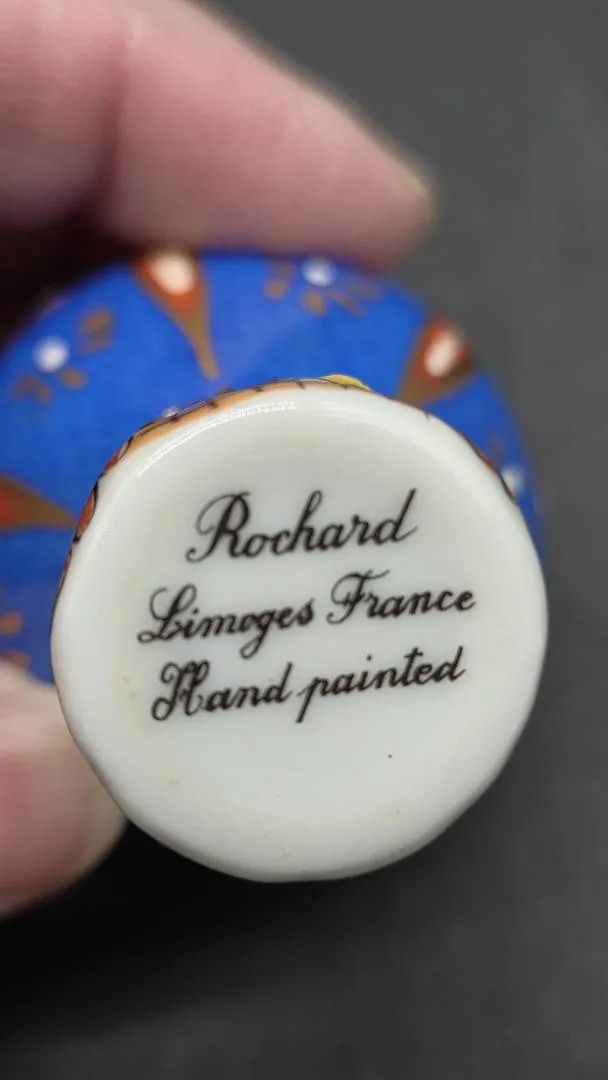 Rochard
Limoges France
Hand painted